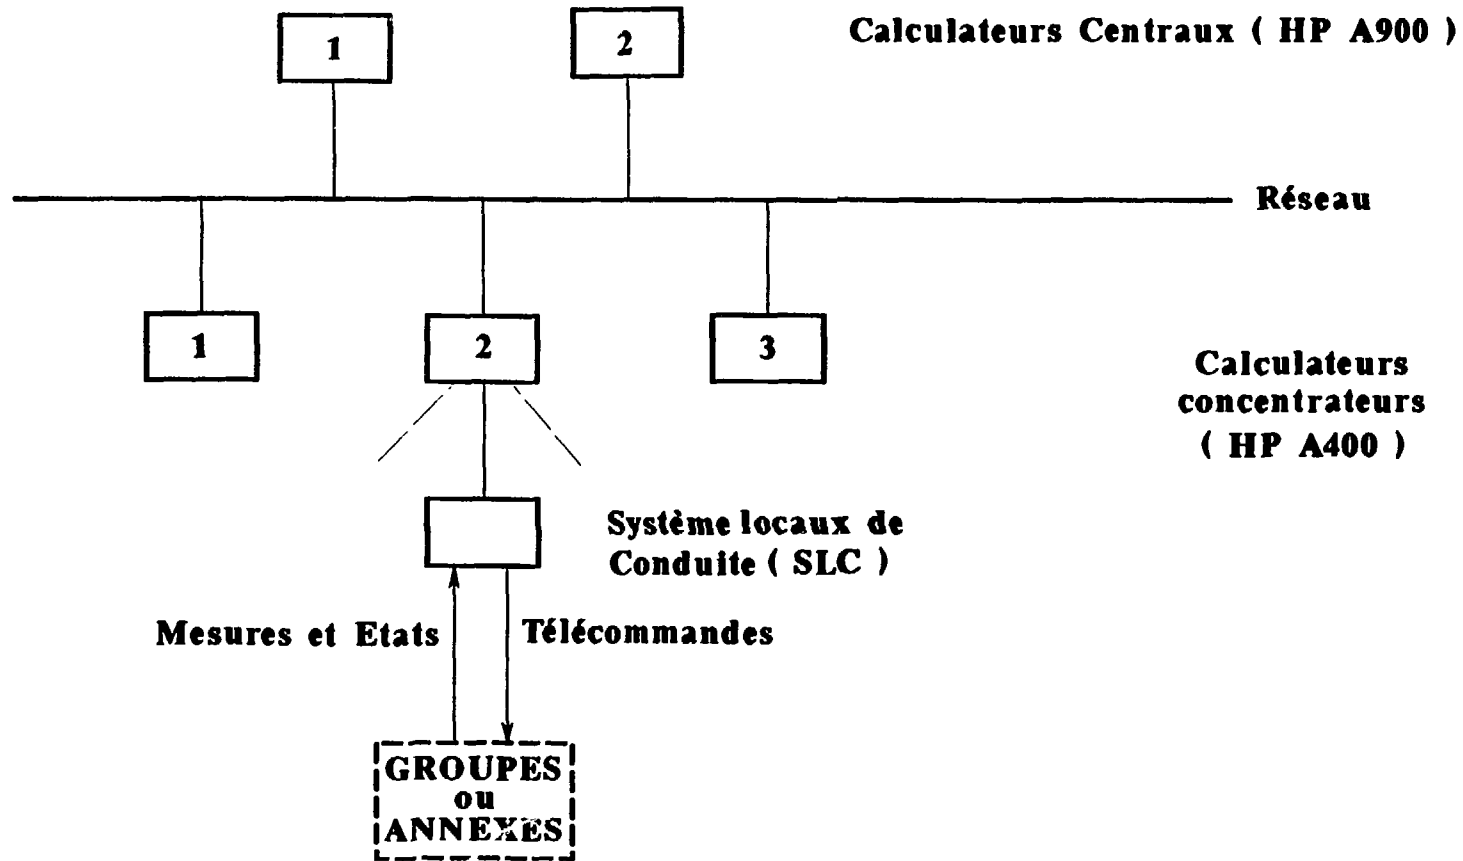 1
2
Calculateurs Centraux ( HP A900 )
Réseau
1
2
3
Calculateurs
concentrateurs
( HP A400 )
Système locaux de
Conduite ( SLC )
Mesures et Etats
Télécommandes
GROUPES
ou
ANNEXES